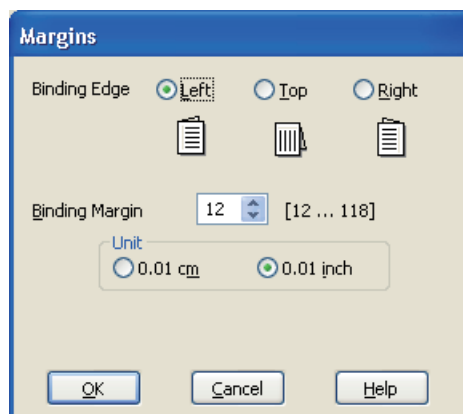 Margins
Binding Edge Left Top Right
Binding Margin 12 [12 ... 118]
Unit
0.01 cm 0.01 inch
OK Cancel Help